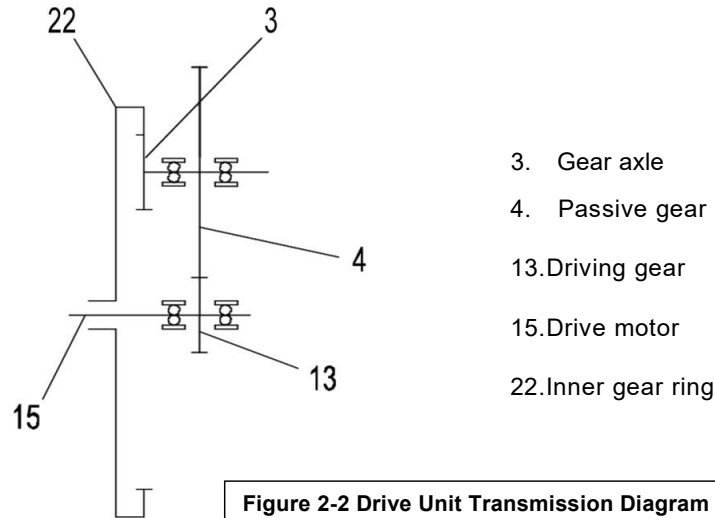 22
3
4
13
15
3. Gear axle
4. Passive gear
13.Driving gear
15.Drive motor
22.Inner gear ring
Figure 2-2 Drive Unit Transmission Diagram